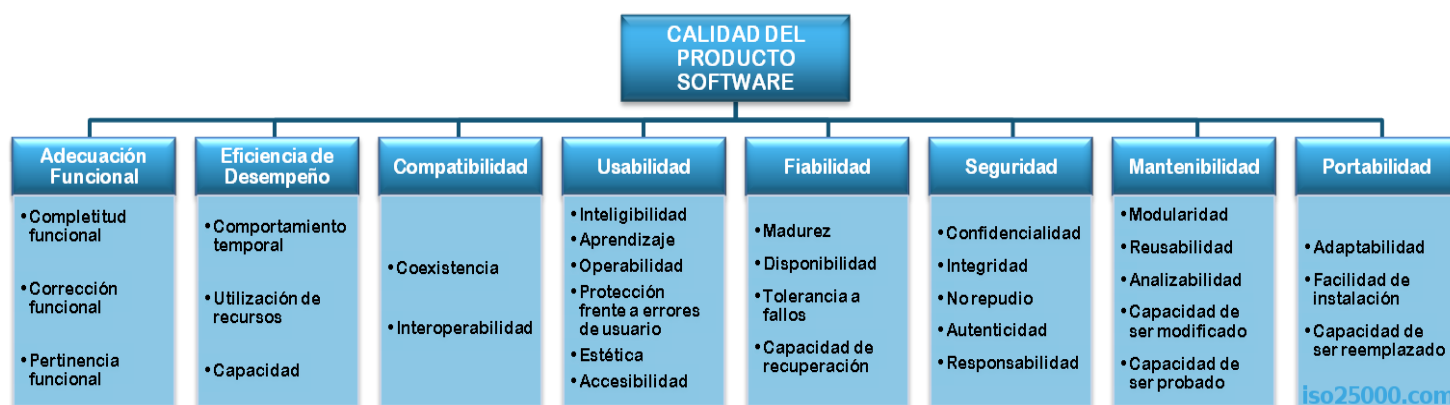 CALIDAD DEL
PRODUCTO
SOFTWARE
Adecuación
Funcional
• Completitud
funcional
• Corrección
funcional
• Pertinencia
funcional
Eficiencia de
Desempeño
• Comportamiento
temporal
• Utilización de
recursos
• Capacidad
Compatibilidad
• Coexistencia
• Interoperabilidad
Usabilidad
• Inteligibilidad
• Aprendizaje
• Operabilidad
• Protección
frente a errores
de usuario
• Estética
• Accesibilidad
Fiabilidad
• Madurez
• Disponibilidad
• Tolerancia a
fallos
• Capacidad de
recuperación
Seguridad
• Confidencialidad
• Integridad
• No repudio
• Autenticidad
• Responsabilidad
Mantenibilidad
• Modularidad
• Reusabilidad
• Analizabilidad
• Capacidad de
ser modificado
• Capacidad de
ser probado
Portabilidad
• Adaptabilidad
• Facilidad de
instalación
• Capacidad de
ser reemplazado
iso25000.com